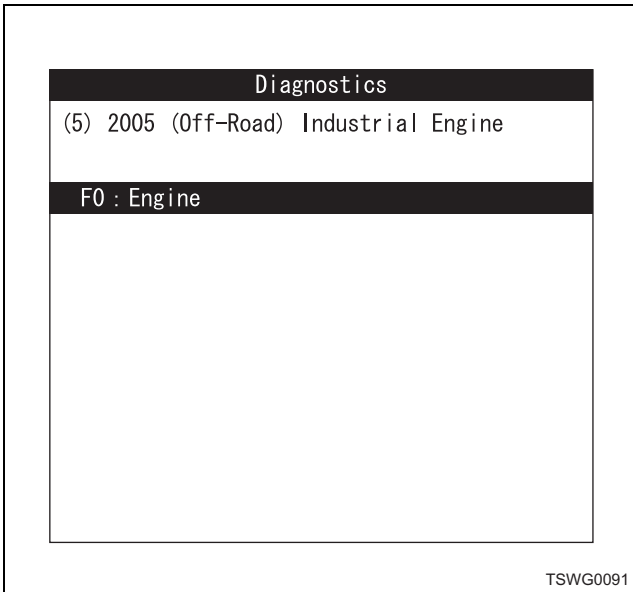 Diagnostics
(5) 2005 (Off-Road) Industrial Engine
F0 : Engine
TSWG0091